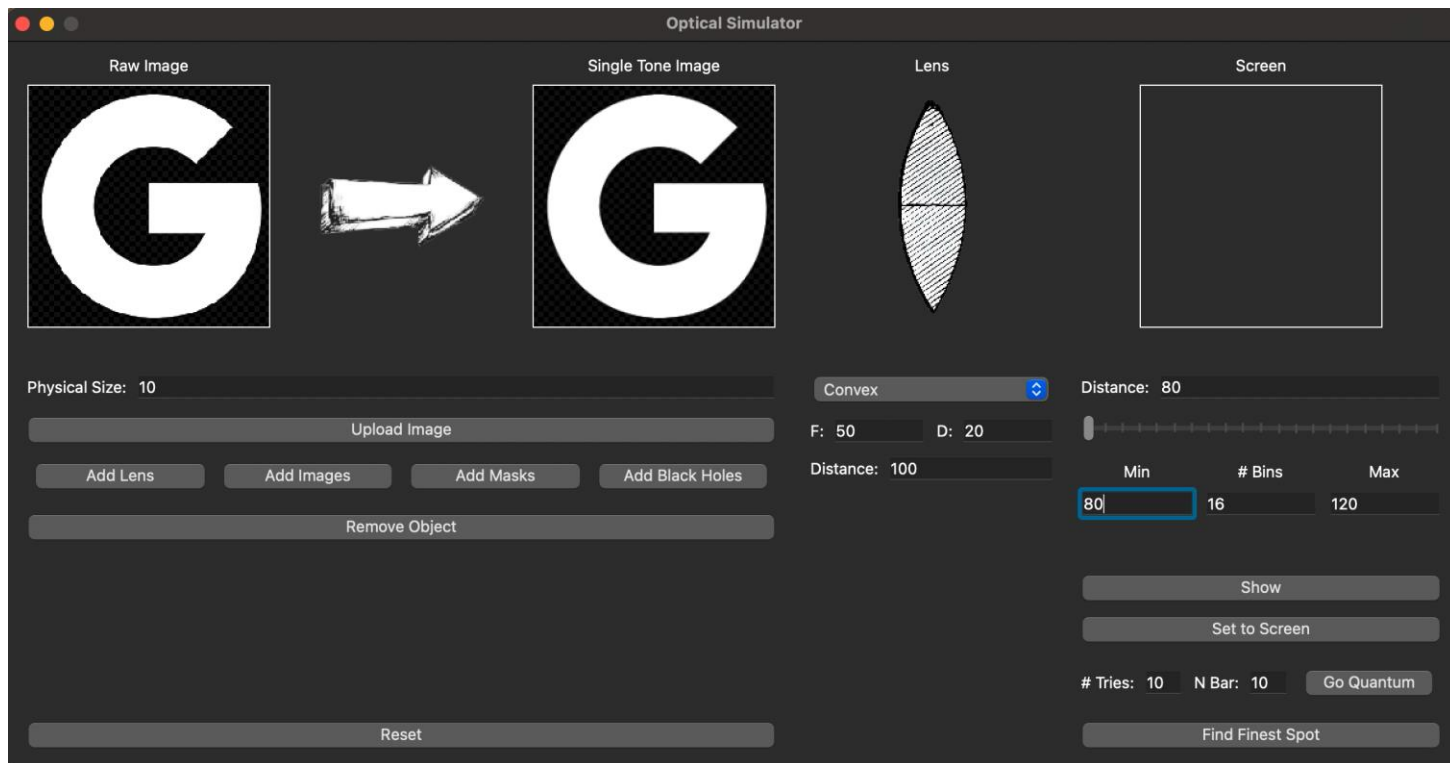 Optical Simulator
Raw Image Single Tone Image Lens Screen
G G
Physical Size: 10 Convex Distance: 80
Upload Image F: 50 D: 20
Add Lens Add Images Add Masks Add Black Holes Distance: 100 Min # Bins Max
80 16 120
Remove Object
Show
Set to Screen
# Tries: 10 N Bar: 10 Go Quantum
Reset Find Finest Spot